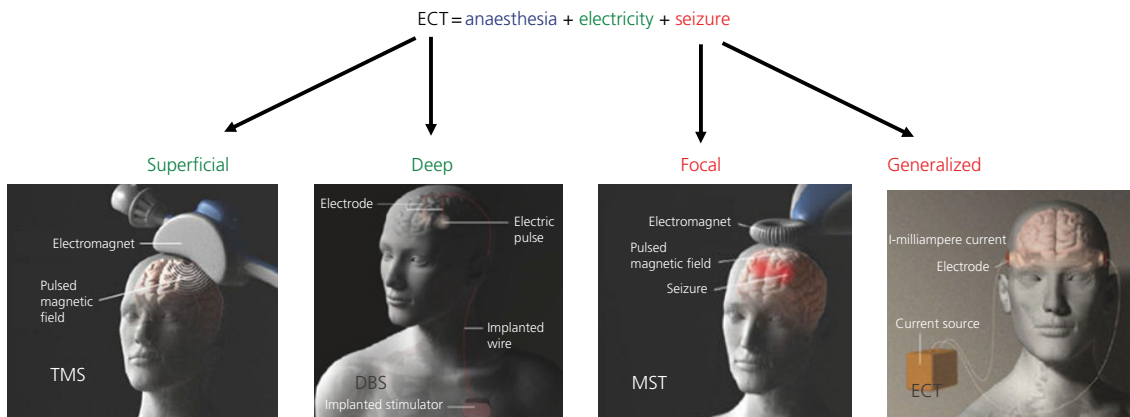 ECT = anaesthesia + electricity + seizure
Superficial
Deep
Focal
Generalized
Electromagnet
Pulsed
magnetic
field
TMS
Electrode
Electric
pulse
Implanted
wire
DBS
Implanted stimulator
Electromagnet
Pulsed
magnetic field
Seizure
MST
I-milliampere current
Electrode
Current source
ECT